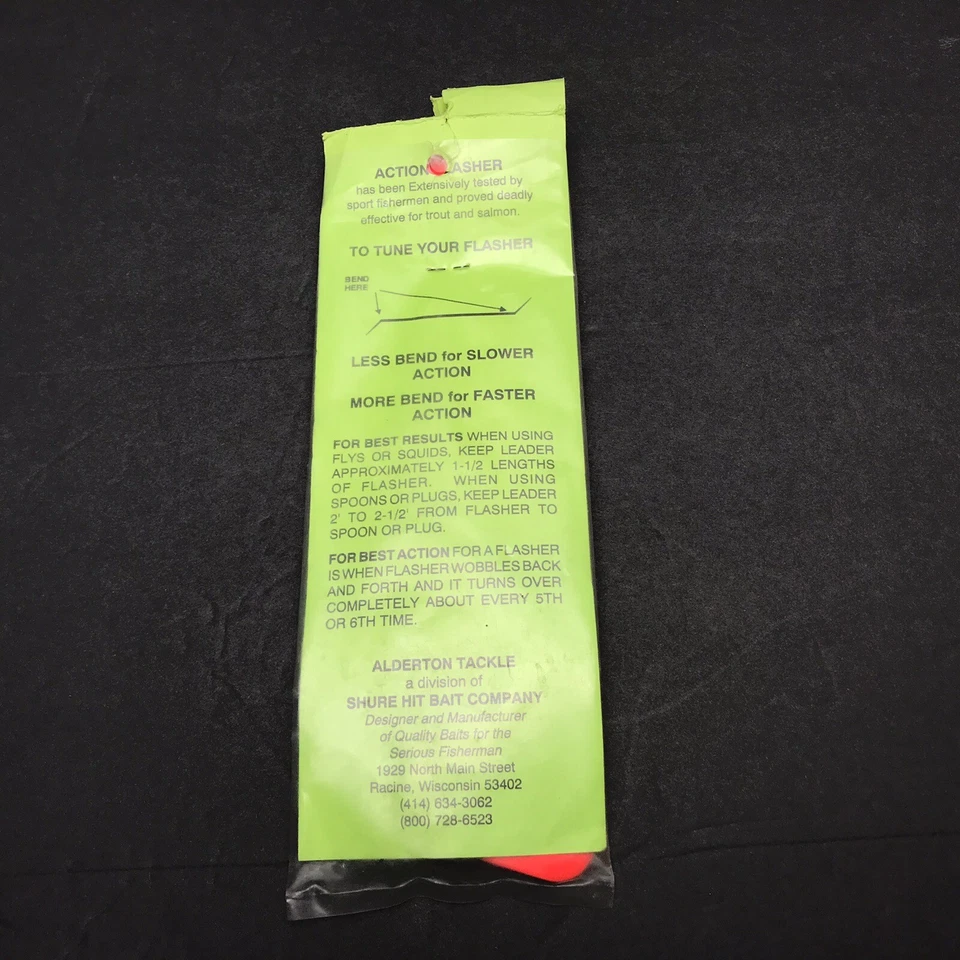 ACTION LASHER
has been Extensively tested by
sport fishermen and proved deadly
effective for trout and salmon.
TO TUNE YOUR FLASHER
BEND
HERE
LESS BEND for SLOWER
ACTION
MORE BEND for FASTER
ACTION
FOR BEST RESULTS WHEN USING
FLYS OR SQUIDS, KEEP LEADER
APPROXIMATELY 1-1/2 LENGTHS
OF FLASHER. WHEN USING
SPOONS OR PLUGS, KEEP LEADER
2' TO 2-1/2' FROM FLASHER TO
SPOON OR PLUG.
FOR BEST ACTION FOR A FLASHER
IS WHEN FLASHER WOBBLES BACK
AND FORTH AND IT TURNS OVER
COMPLETELY ABOUT EVERY 5TH
OR 6TH TIME.
ALDERTON TACKLE
a division of
SHURE HIT BAIT COMPANY
Designer and Manufacturer
of Quality Baits for the
Serious Fisherman
1929 North Main Street
Racine, Wisconsin 53402
(414) 634-3062
(800) 728-6523